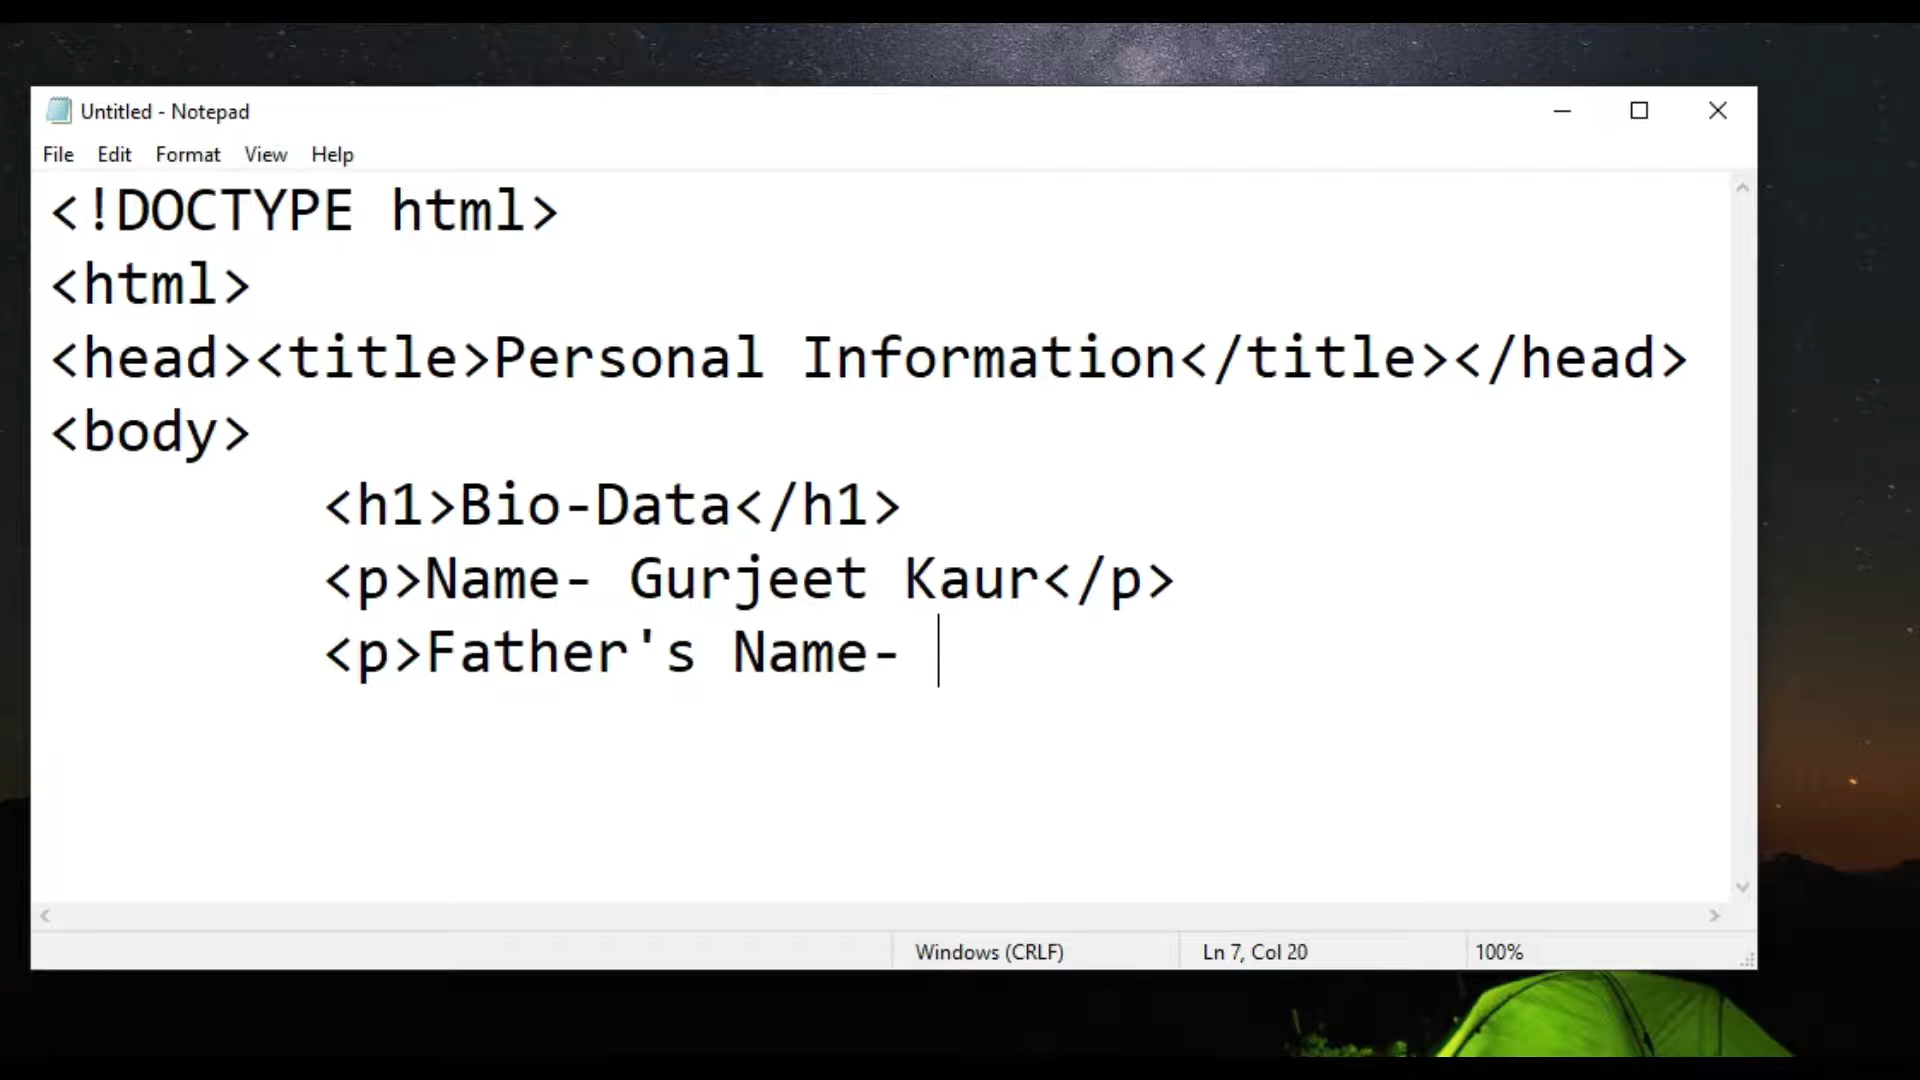 Untitled - Notepad
File Edit Format View Help
<!DOCTYPE html>
<html>
<head><title>Personal Information</title></head>
<body>
<h1>Bio-Data</h1>
<p>Name- Gurjeet Kaur</p>
<p>Father's Name-
Windows (CRLF) Ln 7, Col 20 100%